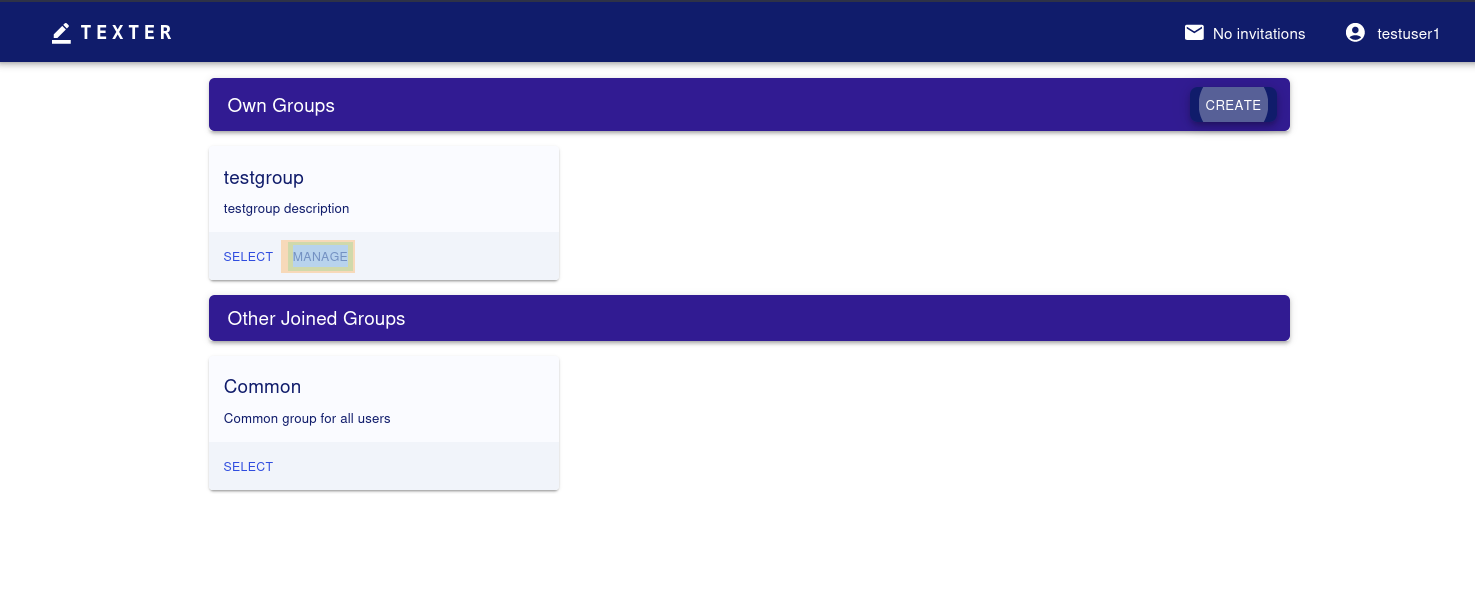 TEXTER
No invitations
testuser1
Own Groups
CREATE
testgroup
testgroup description
SELECT MANAGE
Other Joined Groups
Common
Common group for all users
SELECT